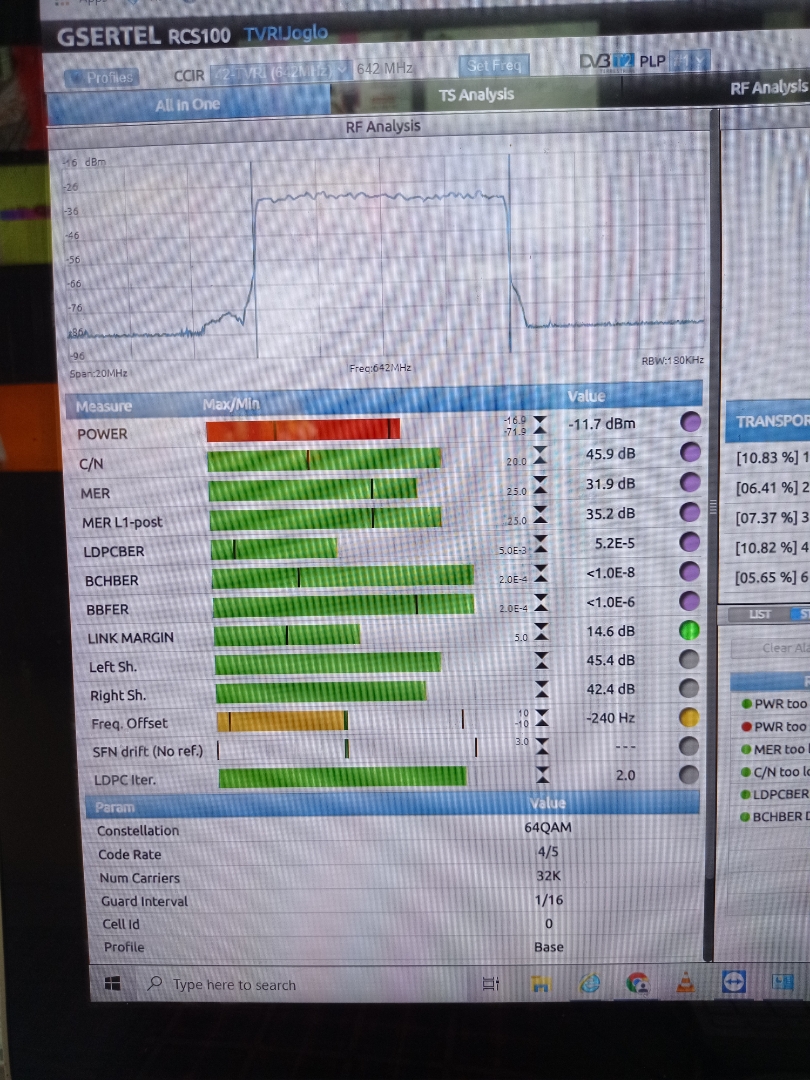 GSERTEL RCS100 TVRIJoglo
Profiles CCIR 42-TVRI (642MHz) 642 MHz Set Freq DVB T2 PLP
All in One TS Analysis RF Analysis
RF Analysis
-16 dBm
-26
-36
-46
-56
-66
-76
-86
-96
Span:20MHz Freq:642MHz RBW:180KHz
Measure Max/Min Value
POWER -16.9 -71.9 -11.7 dBm
C/N 20.0 45.9 dB
MER 25.0 31.9 dB
MER L1-post 25.0 35.2 dB
LDPCBER 5.0E-3 5.2E-5
BCHBER 2.0E-4 <1.0E-8
BBFER 2.0E-4 <1.0E-6
LINK MARGIN 5.0 14.6 dB
Left Sh. 45.4 dB
Right Sh. 42.4 dB
Freq. Offset 10 -10 -240 Hz
SFN drift (No ref.) 3.0 ---
LDPC Iter. 2.0
Param Value
Constellation 64QAM
Code Rate 4/5
Num Carriers 32K
Guard Interval 1/16
Cell Id 0
Profile Base
TRANSPOR
[10.83 %] 1
[06.41 %] 2
[07.37 %] 3
[10.82 %] 4
[05.65 %] 6
LIST
Clear Ala
PWR too
PWR too
MER too
C/N too lo
LDPCBER
BCHBER
Type here to search